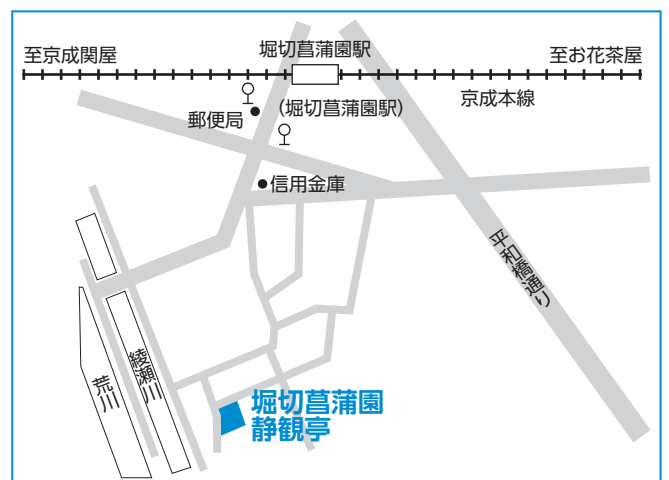 堀切菖蒲園駅
至京成関屋
至お花茶屋
京成本線
(堀切菖蒲園駅)
郵便局
信用金庫
平和橋通り
綾瀬川
荒川
堀切菖蒲園
静観亭